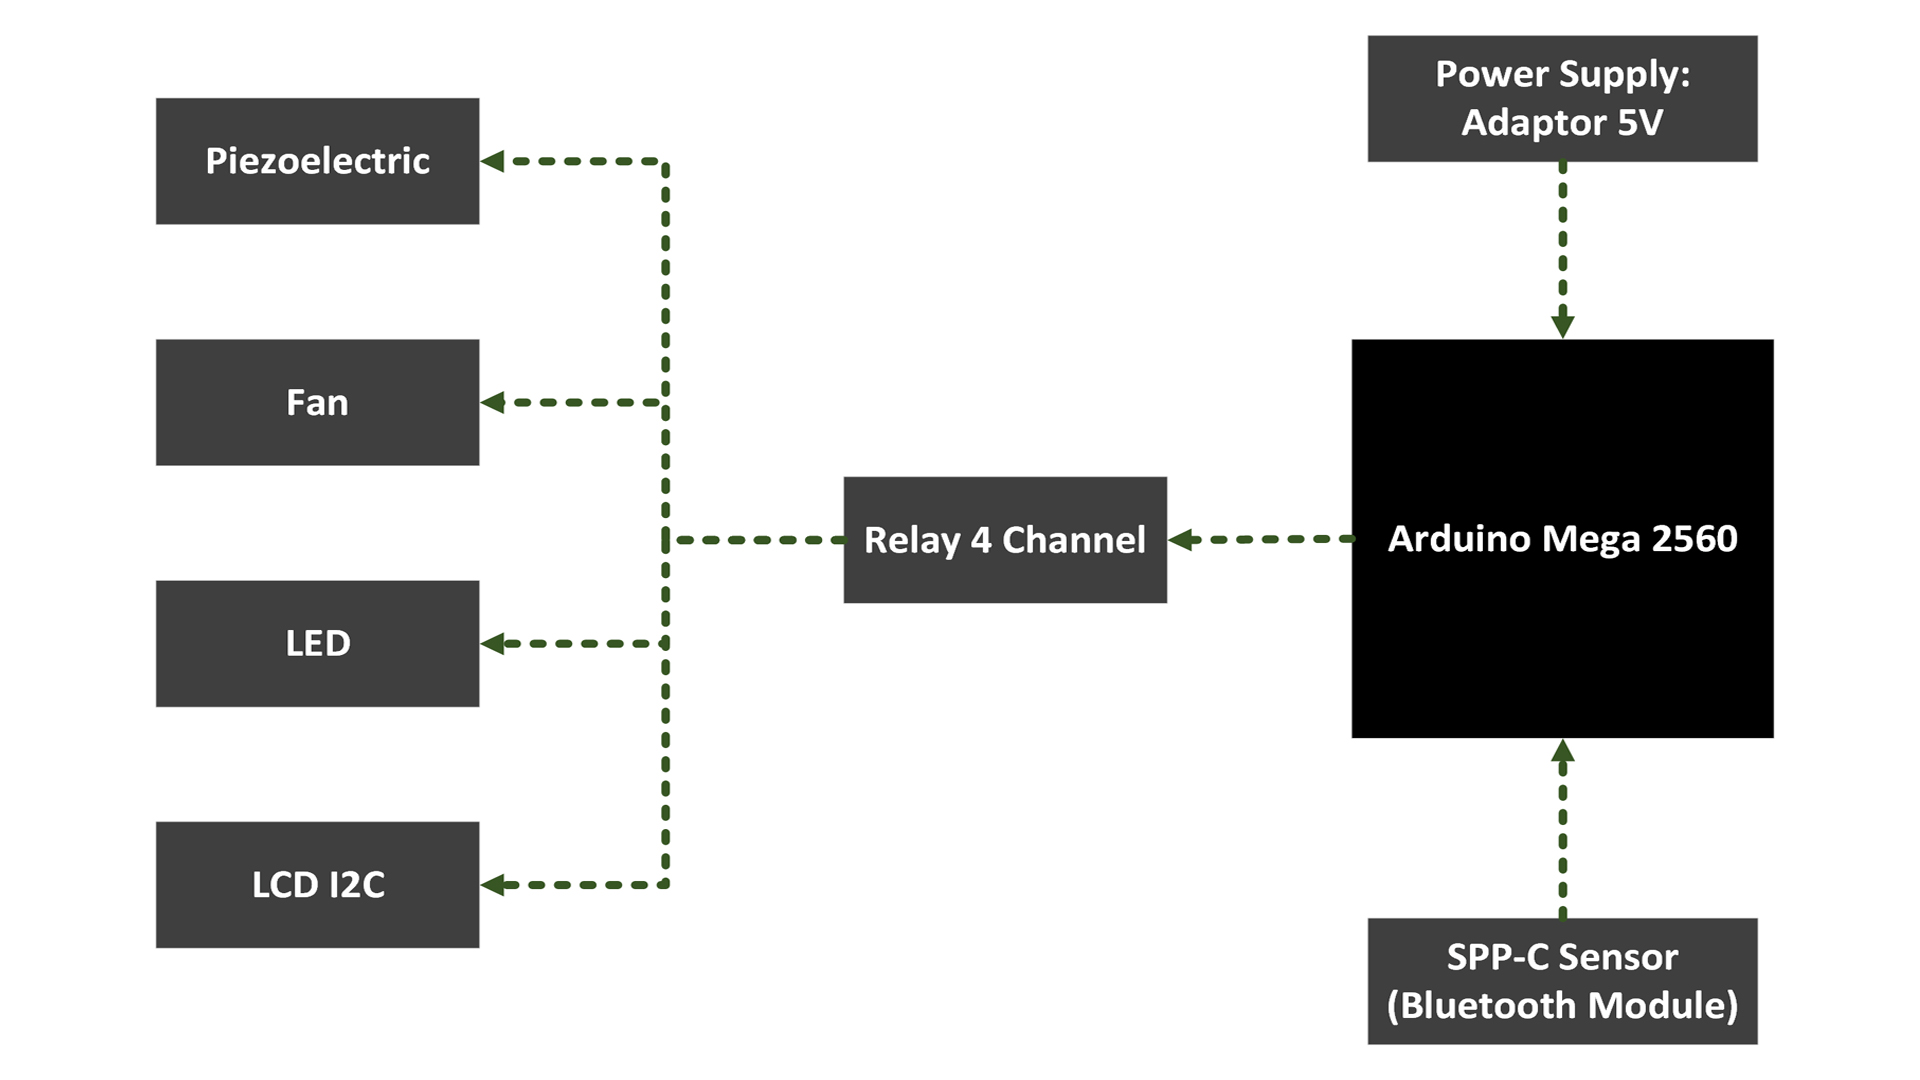 Power Supply:
Adaptor 5V
Piezoelectric
Fan
Relay 4 Channel
Arduino Mega 2560
LED
LCD I2C
SPP-C Sensor
(Bluetooth Module)